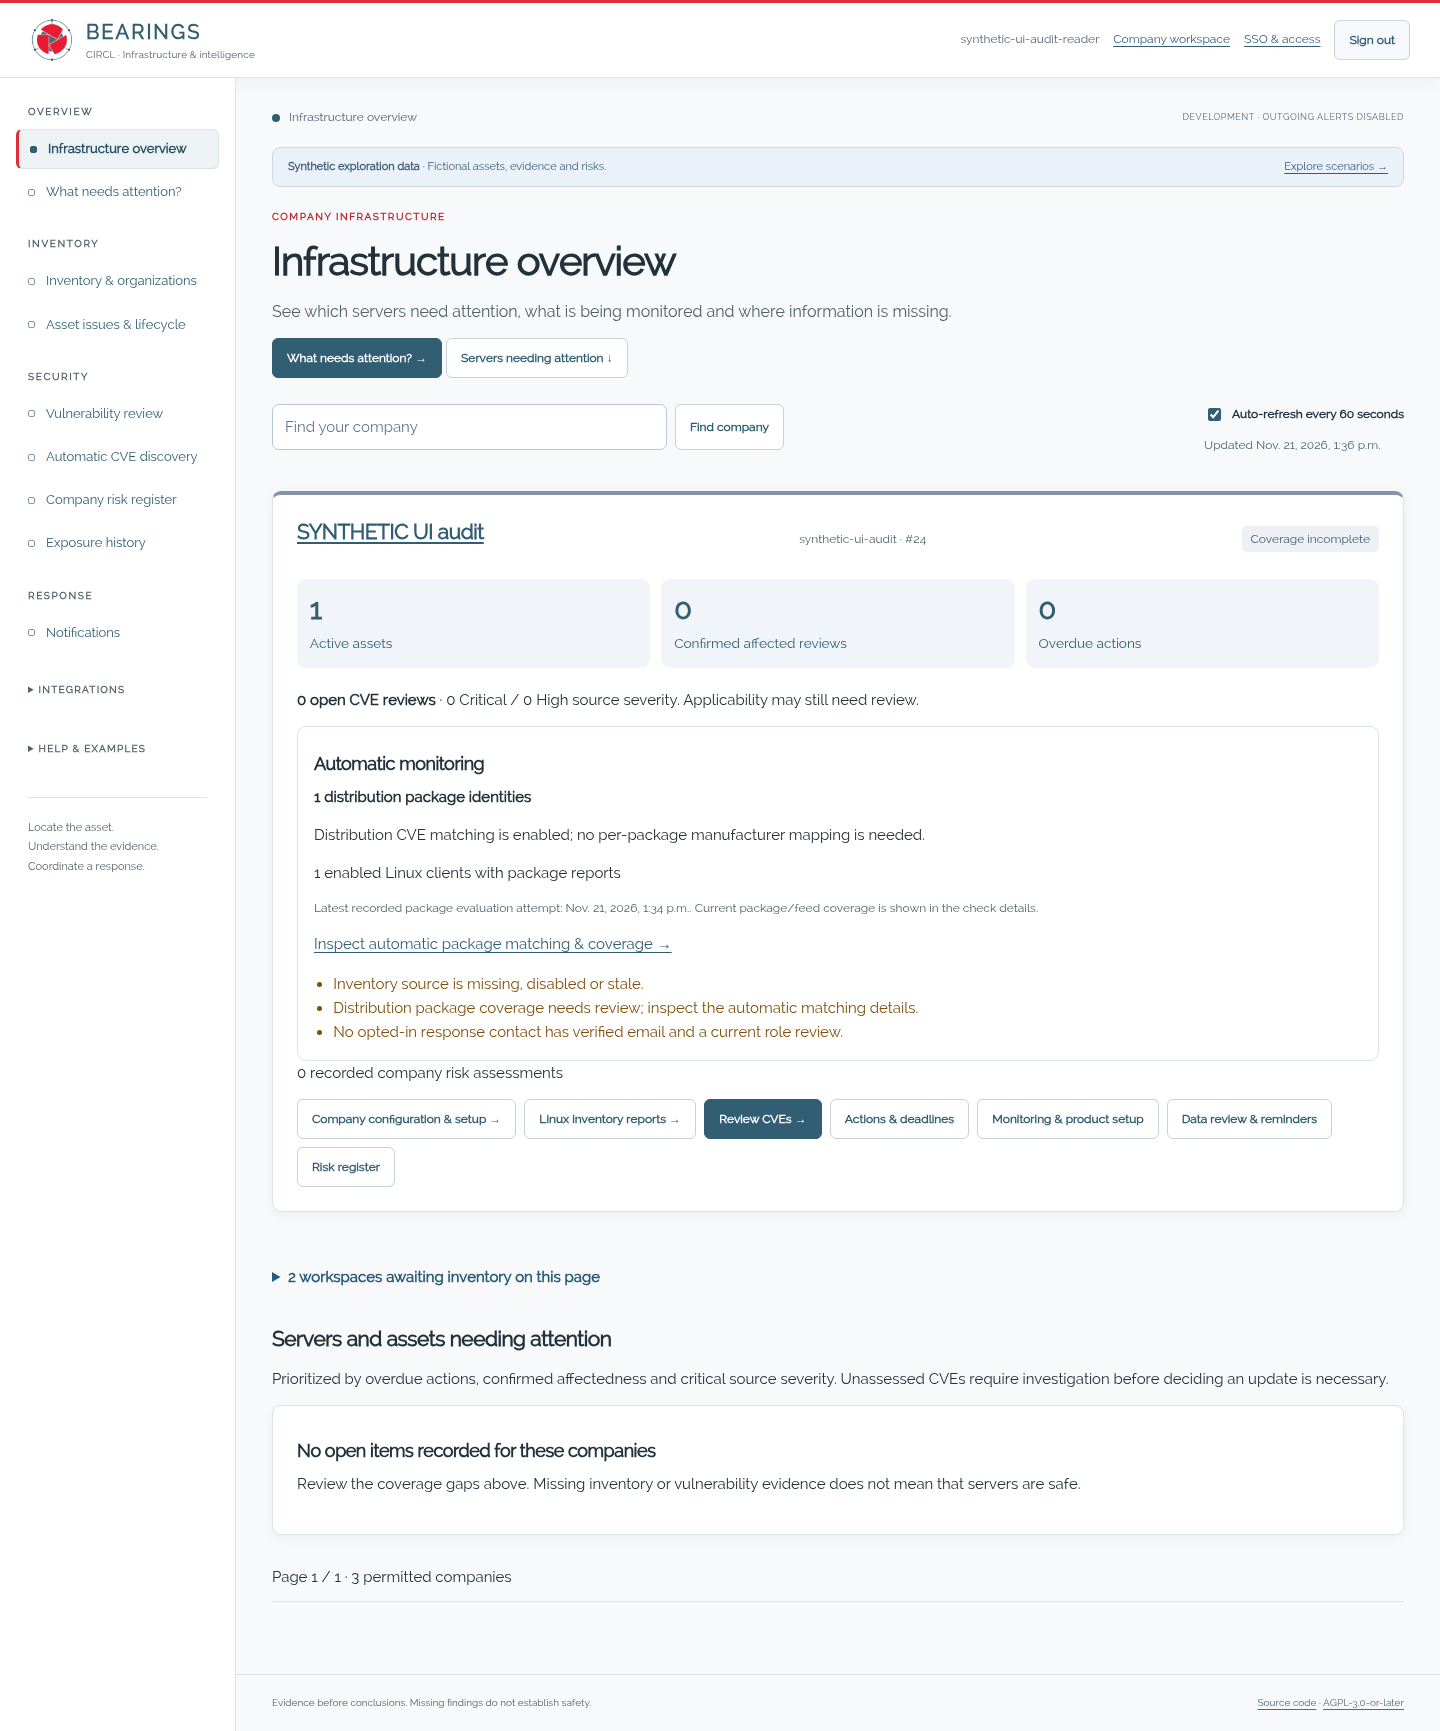 BEARINGS
CIRCL · Infrastructure & intelligence
synthetic-ui-audit-reader
Company workspace
SSO & access
Sign out
OVERVIEW
Infrastructure overview
What needs attention?
INVENTORY
Inventory & organizations
Asset issues & lifecycle
SECURITY
Vulnerability review
Automatic CVE discovery
Company risk register
Exposure history
RESPONSE
Notifications
INTEGRATIONS
HELP & EXAMPLES
Locate the asset.
Understand the evidence.
Coordinate a response.
Infrastructure overview
DEVELOPMENT · OUTGOING ALERTS DISABLED
Synthetic exploration data · Fictional assets, evidence and risks.
Explore scenarios →
COMPANY INFRASTRUCTURE
Infrastructure overview
See which servers need attention, what is being monitored and where information is missing.
What needs attention? →
Servers needing attention ↓
Find your company
Find company
Auto-refresh every 60 seconds
Updated Nov. 21, 2026, 1:36 p.m.
SYNTHETIC UI audit
synthetic-ui-audit · #24
Coverage incomplete
1
Active assets
0
Confirmed affected reviews
0
Overdue actions
0 open CVE reviews · 0 Critical / 0 High source severity. Applicability may still need review.
Automatic monitoring
1 distribution package identities
Distribution CVE matching is enabled; no per-package manufacturer mapping is needed.
1 enabled Linux clients with package reports
Latest recorded package evaluation attempt: Nov. 21, 2026, 1:34 p.m.. Current package/feed coverage is shown in the check details.
Inspect automatic package matching & coverage →
• Inventory source is missing, disabled or stale.
• Distribution package coverage needs review; inspect the automatic matching details.
• No opted-in response contact has verified email and a current role review.
0 recorded company risk assessments
Company configuration & setup →
Linux inventory reports →
Review CVEs →
Actions & deadlines
Monitoring & product setup
Data review & reminders
Risk register
2 workspaces awaiting inventory on this page
Servers and assets needing attention
Prioritized by overdue actions, confirmed affectedness and critical source severity. Unassessed CVEs require investigation before deciding an update is necessary.
No open items recorded for these companies
Review the coverage gaps above. Missing inventory or vulnerability evidence does not mean that servers are safe.
Page 1 / 1 · 3 permitted companies
Evidence before conclusions. Missing findings do not establish safety.
Source code · AGPL-3.0-or-later